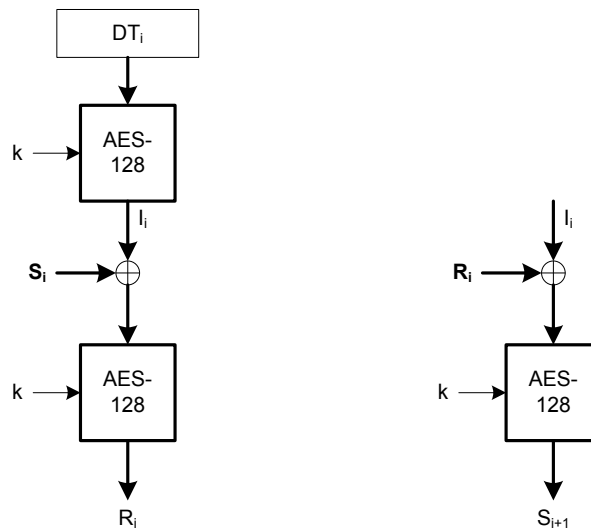 DTᵢ
AES-
128
k
Iᵢ
Sᵢ
AES-
128
k
Rᵢ
Iᵢ
Rᵢ
AES-
128
k
Sᵢ₊₁